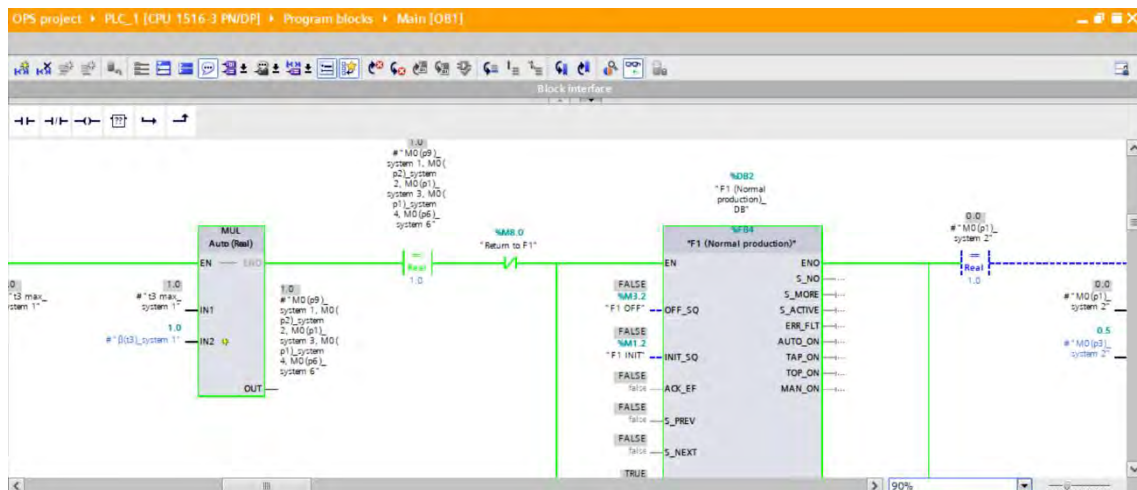 OPS project ▸ PLC_1 [CPU 1516-3 PN/DP] ▸ Program blocks ▸ Main [OB1]
Block interface
1.0
#"M0(p9)_
system 1, M0(
p2)_system
2, M0(p1)_
system 3, M0(
p1)_system
4, M0(p6)_
system 6"
== 
Real
1.0
%M8.0
"Return to F1"
MUL
Auto (Real)
EN
ENO
.0
"t3 max_
stem 1"
1.0
#"t3 max_
system 1"
IN1
1.0
#"β(t3)_system 1"
IN2
OUT
1.0
#"M0(p9)_
system 1, M0(
p2)_system
2, M0(p1)_
system 3, M0(
p1)_system
4, M0(p6)_
system 6"
%DB2
"F1 (Normal
production)_
DB"
%FB4
"F1 (Normal production)"
EN
ENO
FALSE
%M3.2
"F1 OFF"
OFF_SQ
FALSE
%M1.2
"F1 INIT"
INIT_SQ
FALSE
false
ACK_EF
FALSE
false
S_PREV
FALSE
false
S_NEXT
TRUE
S_NO
S_MORE
S_ACTIVE
ERR_FLT
AUTO_ON
TAP_ON
TOP_ON
MAN_ON
0.0
#"M0(p1)_
system 2"
==
Real
1.0
0.0
#"M0(p1)_
system 2"
0.5
#"M0(p3)_
system 2"
90%